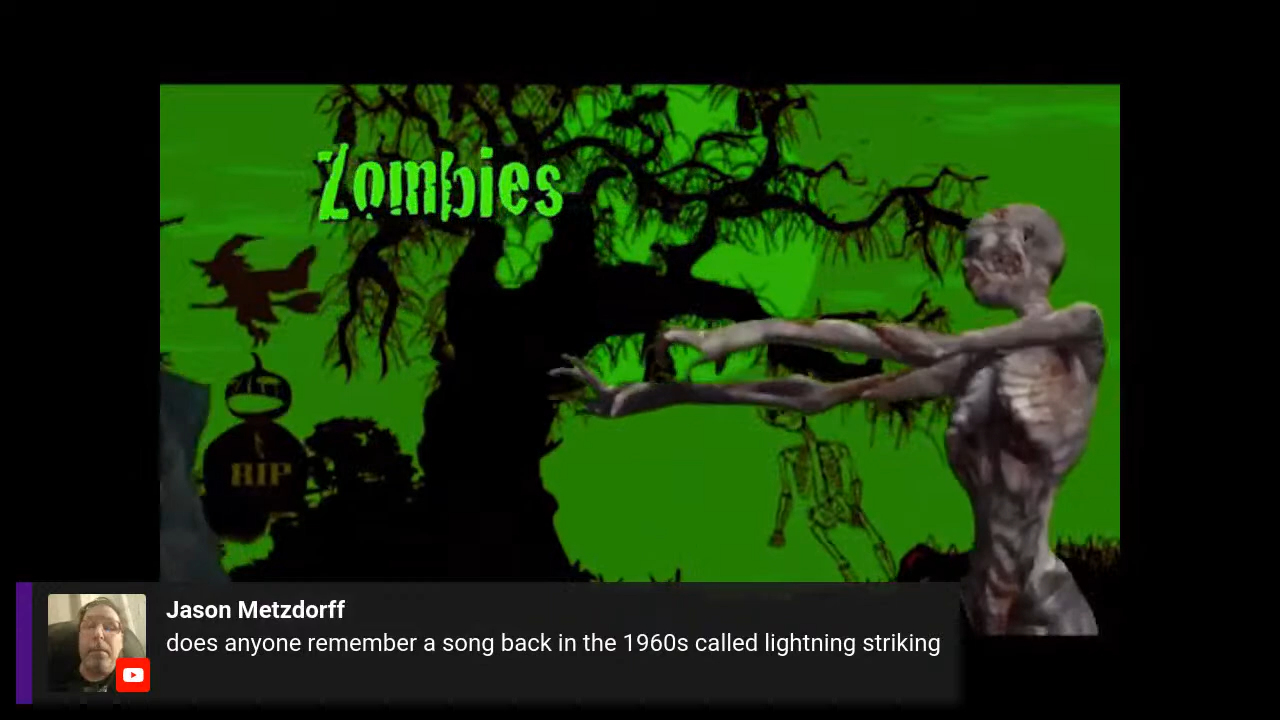 Zombies
RIP
Jason Metzdorff
does anyone remember a song back in the 1960s called lightning striking